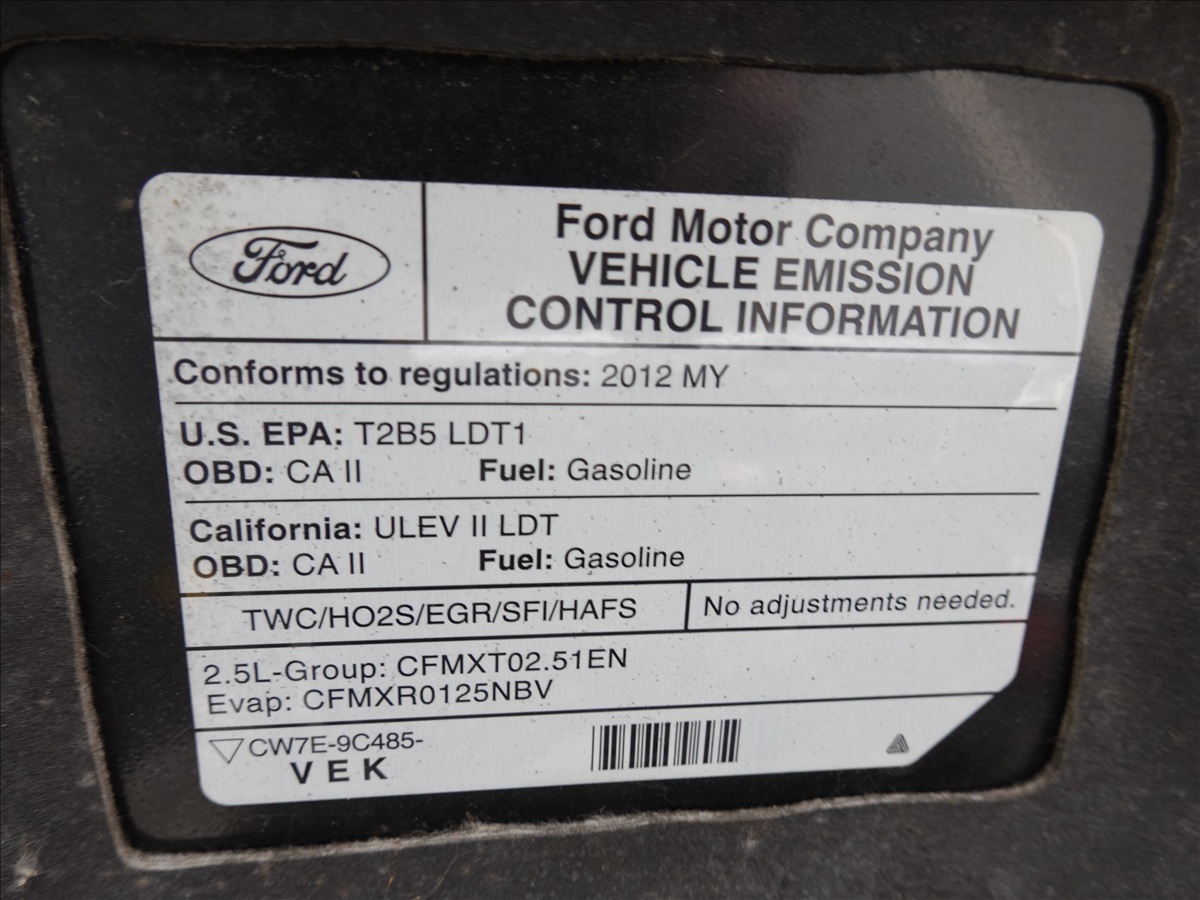 Ford
Ford Motor Company
VEHICLE EMISSION
CONTROL INFORMATION
Conforms to regulations: 2012 MY
U.S. EPA: T2B5 LDT1
OBD: CA II Fuel: Gasoline
California: ULEV II LDT
OBD: CA II Fuel: Gasoline
TWC/HO2S/EGR/SFI/HAFS
No adjustments needed.
2.5L-Group: CFMXT02.51EN
Evap: CFMXR0125NBV
CW7E-9C485-
VEK